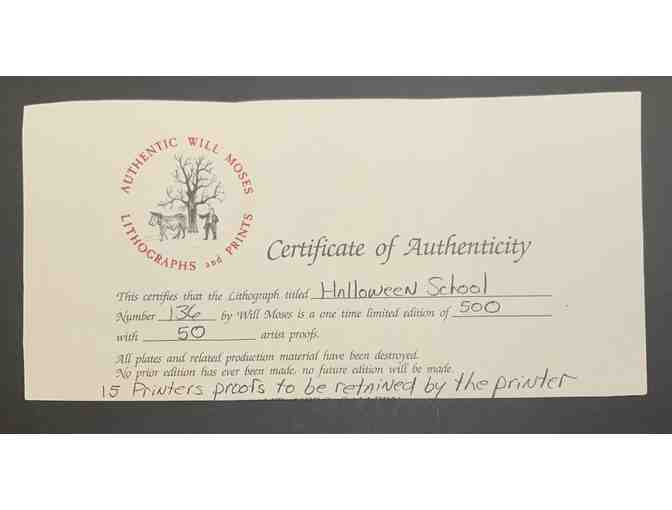 AUTHENTIC WILL MOSES
LITHOGRAPHS and PRINTS
Certificate of Authenticity
This certifies that the Lithograph titled Halloween School
Number 136 by Will Moses is a one time limited edition of 500
with 50 artist proofs.
All plates and related production material have been destroyed.
No prior edition has ever been made, no future edition will be made.
15 Printers proofs to be retained by the printer